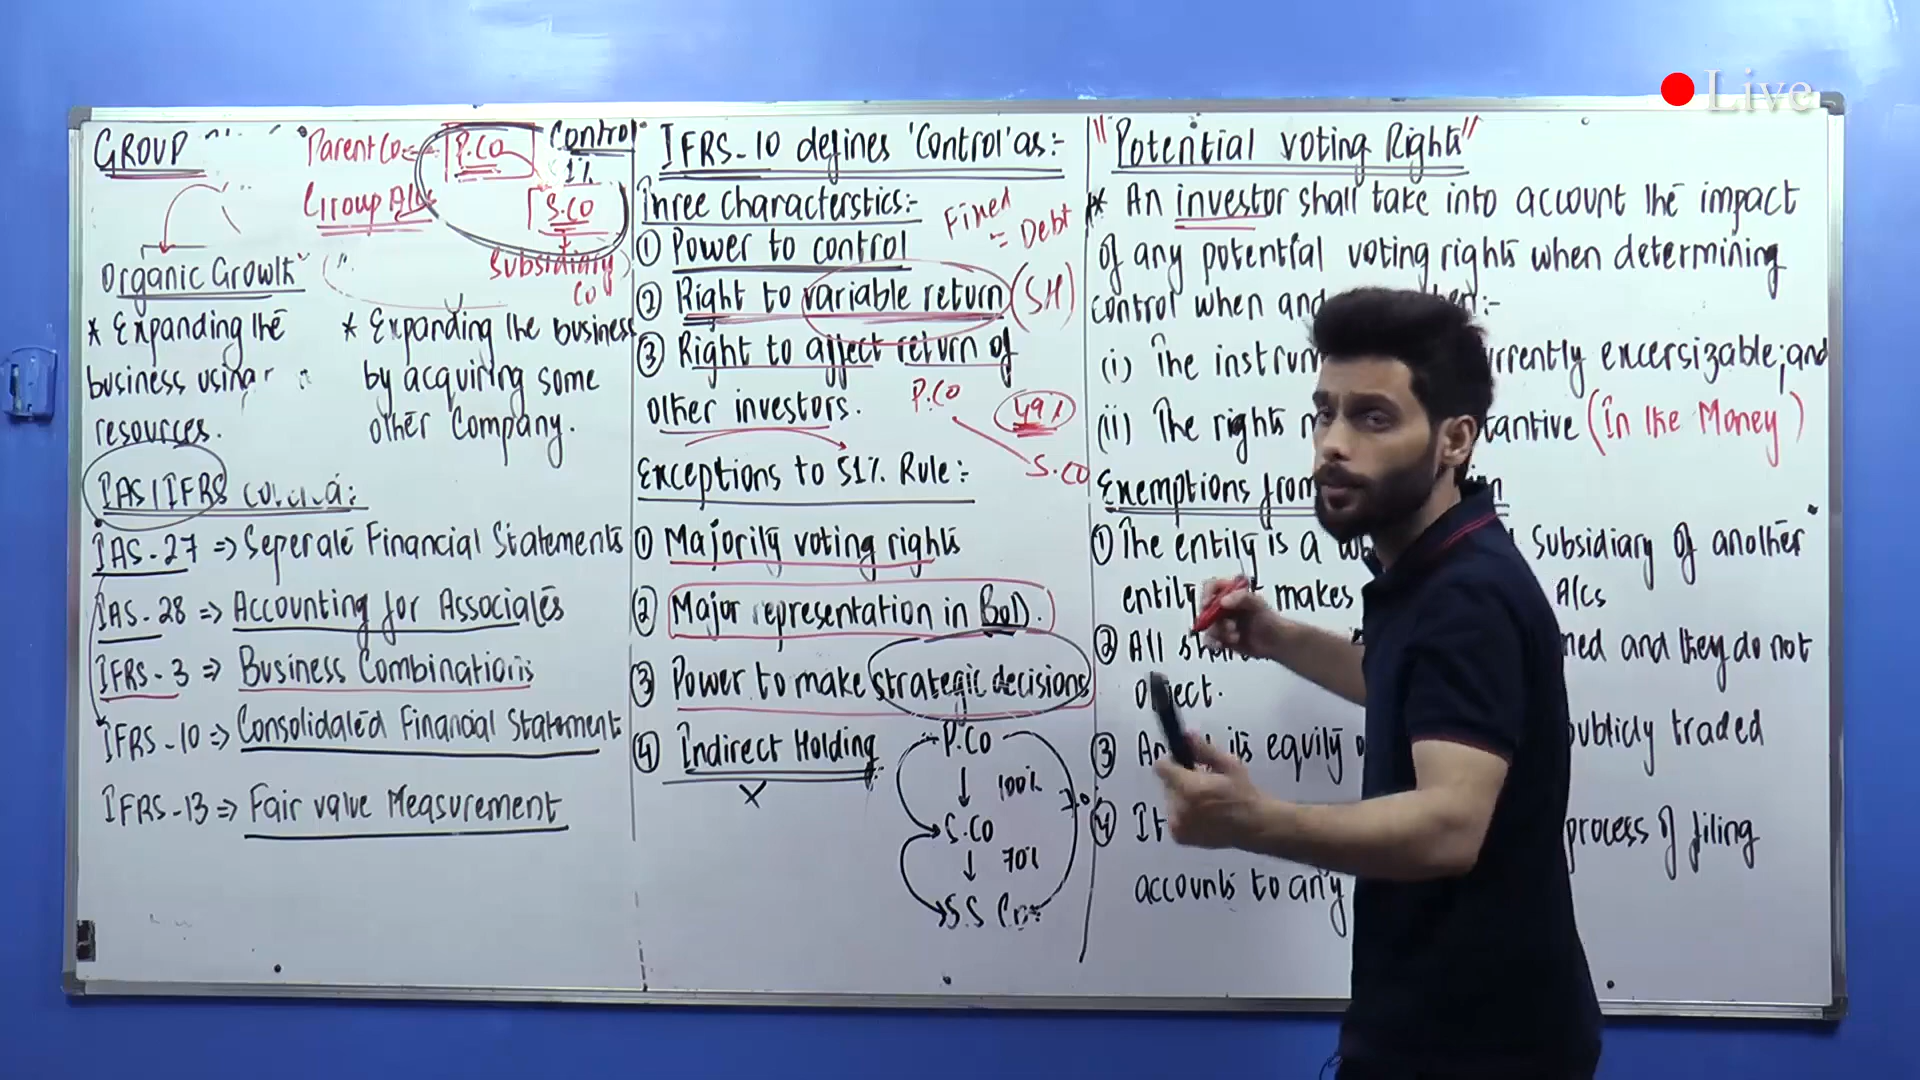 Live
GROUP
Parent Co
P.CO
Control
51%
Group A/cs
S.CO
Subsidiary
Co
Organic Growth
* Expanding the
business using
resources.
* Expanding the business
by acquiring some
other Company.
IAS/IFRS
IAS-27 => Seperate Financial Statements
IAS-28 => Accounting for Associates
IFRS-3 => Business Combinations
IFRS-10 => Consolidated Financial Statement
IFRS-13 => Fair value Measurement
IFRS-10 defines 'Control' as:-
Three Characterstics:-
Fixed
= Debt
① Power to control
② Right to variable return (SH)
③ Right to affect return of
other investors.
P.CO
49%
S.CO
Exceptions to 51% Rule:-
① Majority voting rights
② Major representation in BoD.
③ Power to make strategic decisions
④ Indirect Holding
X
P.CO
100%
S.CO
70%
S.S Co
"Potential voting Rights"
* An investor shall take into account the impact
of any potential voting rights when determining
control when and
(i) The excersizable; and
(ii) The rights (In the Money)
Exemptions
① The entity is a subsidiary of another
entity makes A/Cs
② All and they do not
object.
③ its equity publicly traded
④ process of filing
accounts to any